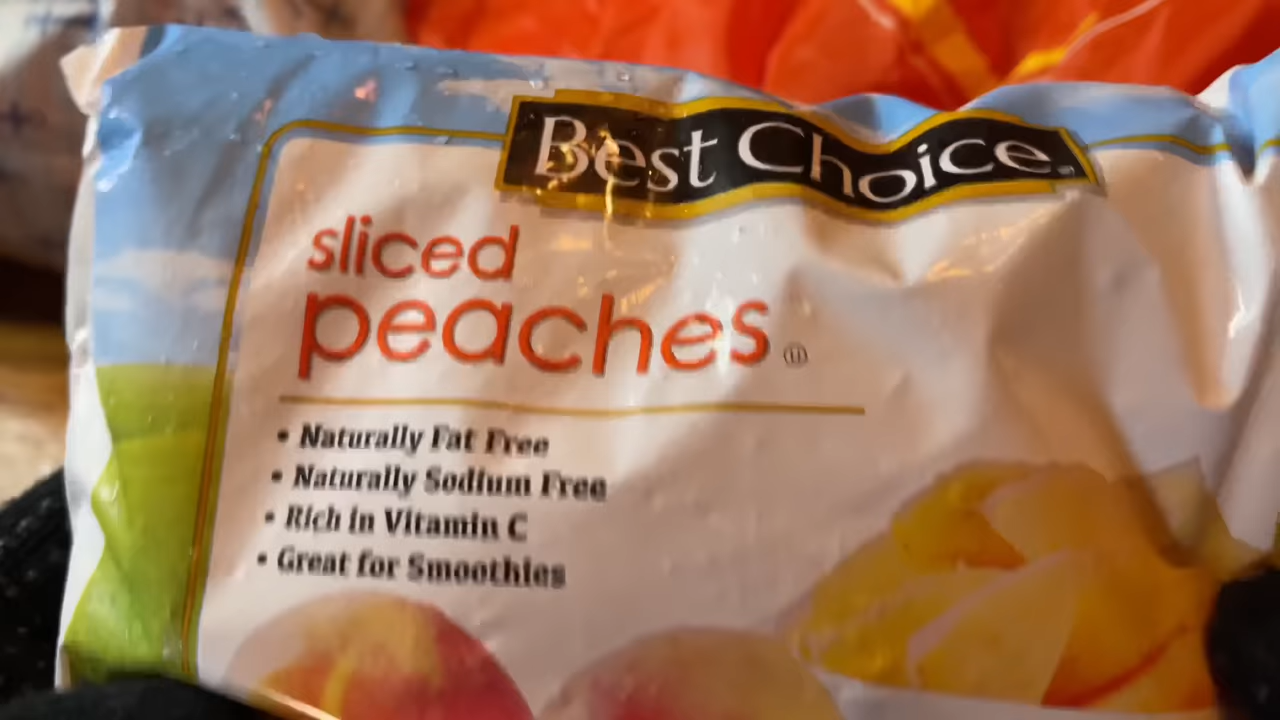 Best Choice
sliced
peaches
• Naturally Fat Free
• Naturally Sodium Free
• Rich in Vitamin C
• Great for Smoothies